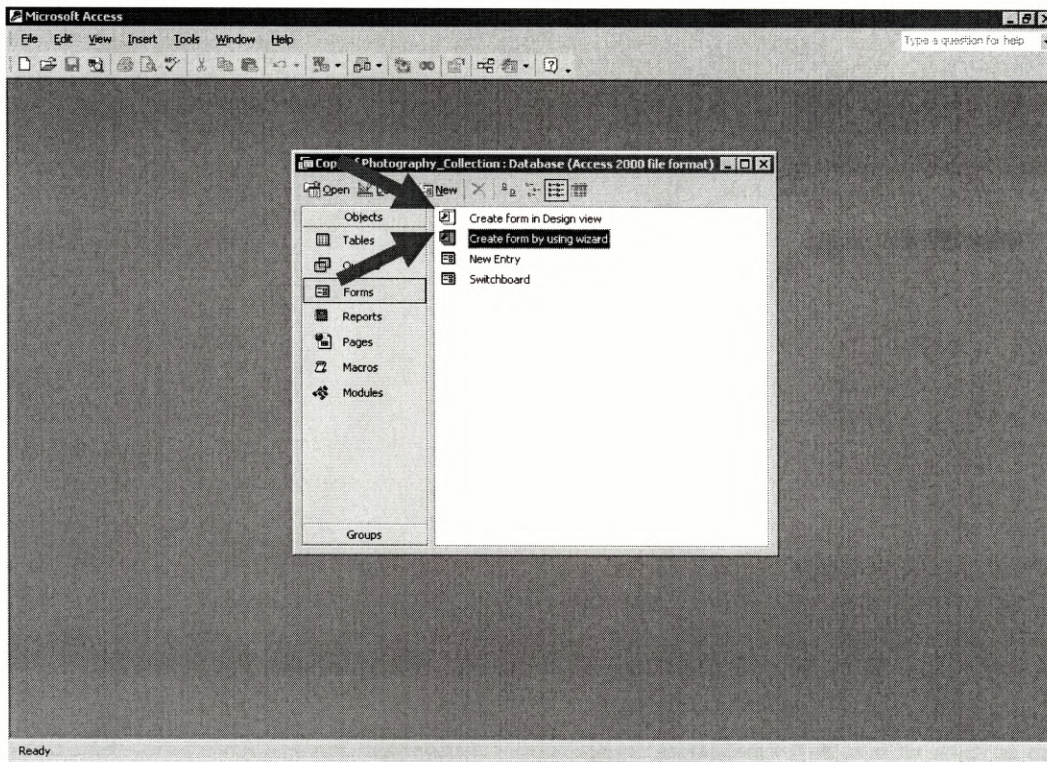 Microsoft Access
File Edit View Insert Tools Window Help
Type a question for help
Photography_Collection : Database (Access 2000 file format)
Open New
Objects
Tables
Forms
Reports
Pages
Macros
Modules
Groups
Create form in Design view
Create form by using wizard
New Entry
Switchboard
Ready